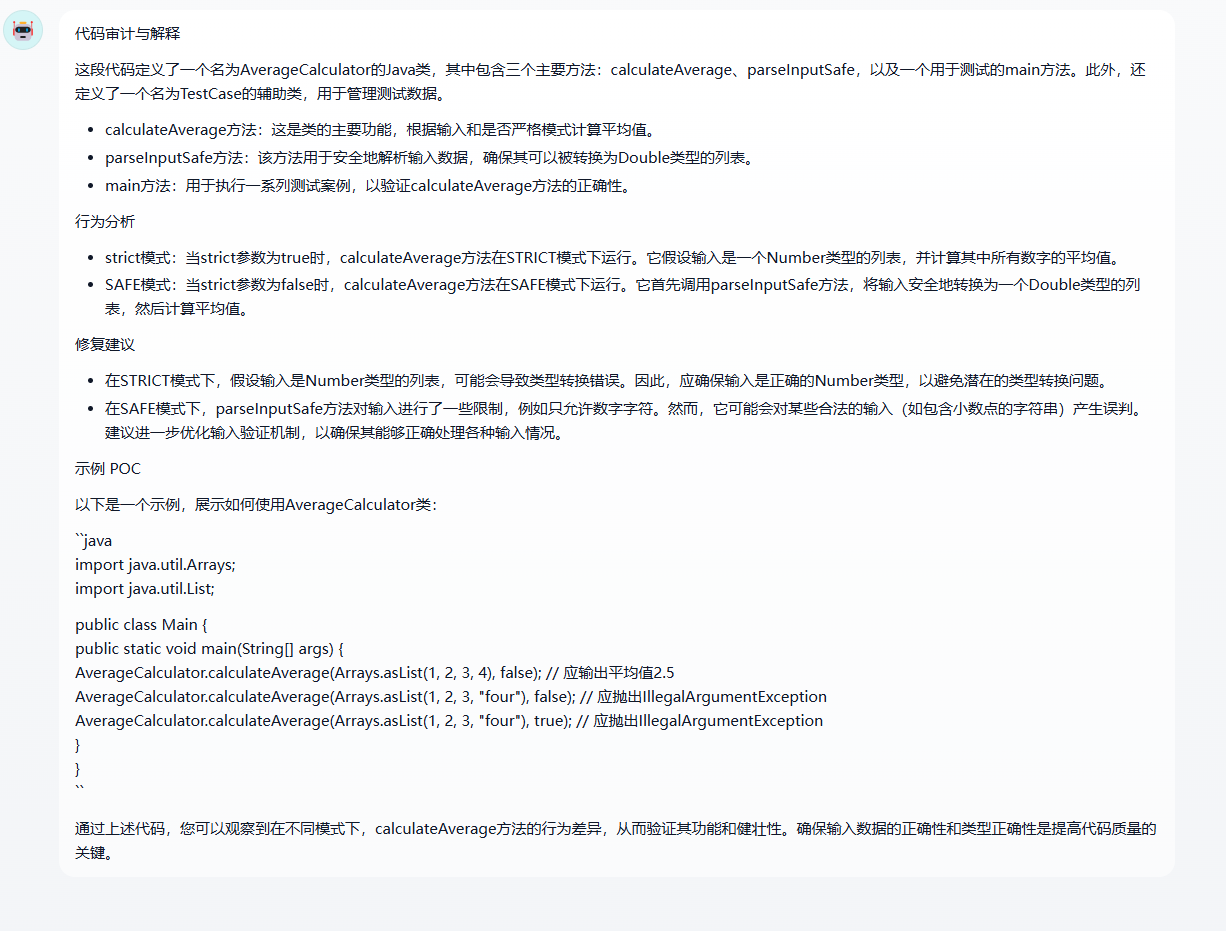 代码审计与解释
这段代码定义了一个名为AverageCalculator的Java类，其中包含三个主要方法：calculateAverage、parseInputSafe，以及一个用于测试的main方法。此外，还
定义了一个名为TestCase的辅助类，用于管理测试数据。
• calculateAverage方法：这是类的主要功能，根据输入和是否严格模式计算平均值。
• parseInputSafe方法：该方法用于安全地解析输入数据，确保其可以被转换为Double类型的列表。
• main方法：用于执行一系列测试案例，以验证calculateAverage方法的正确性。
行为分析
• strict模式：当strict参数为true时，calculateAverage方法在STRICT模式下运行。它假设输入是一个Number类型的列表，并计算其中所有数字的平均值。
• SAFE模式：当strict参数为false时，calculateAverage方法在SAFE模式下运行。它首先调用parseInputSafe方法，将输入安全地转换为一个Double类型的列
表，然后计算平均值。
修复建议
• 在STRICT模式下，假设输入是Number类型的列表，可能会导致类型转换错误。因此，应确保输入是正确的Number类型，以避免潜在的类型转换问题。
• 在SAFE模式下，parseInputSafe方法对输入进行了一些限制，例如只允许数字字符。然而，它可能会对某些合法的输入（如包含小数点的字符串）产生误判。
建议进一步优化输入验证机制，以确保其能够正确处理各种输入情况。
示例 POC
以下是一个示例，展示如何使用AverageCalculator类：
``java
import java.util.Arrays;
import java.util.List;
public class Main {
public static void main(String[] args) {
AverageCalculator.calculateAverage(Arrays.asList(1, 2, 3, 4), false); // 应输出平均值2.5
AverageCalculator.calculateAverage(Arrays.asList(1, 2, 3, "four"), false); // 应抛出IllegalArgumentException
AverageCalculator.calculateAverage(Arrays.asList(1, 2, 3, "four"), true); // 应抛出IllegalArgumentException
}
}
``
通过上述代码，您可以观察到在不同模式下，calculateAverage方法的行为差异，从而验证其功能和健壮性。确保输入数据的正确性和类型正确性是提高代码质量的
关键。